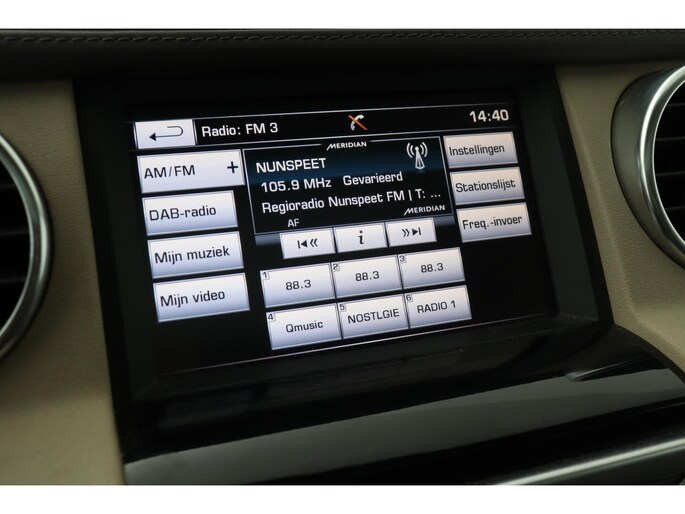 Radio: FM 3
14:40
AM/FM +
DAB-radio
Mijn muziek
Mijn video
MERIDIAN
NUNSPEET
105.9 MHz Gevarieerd
Regioradio Nunspeet FM | T: ...
AF
MERIDIAN
Instellingen
Stationslijst
Freq.-invoer
i
1 88.3
2 88.3
3 88.3
4 Qmusic
5 NOSTLGIE
6 RADIO 1